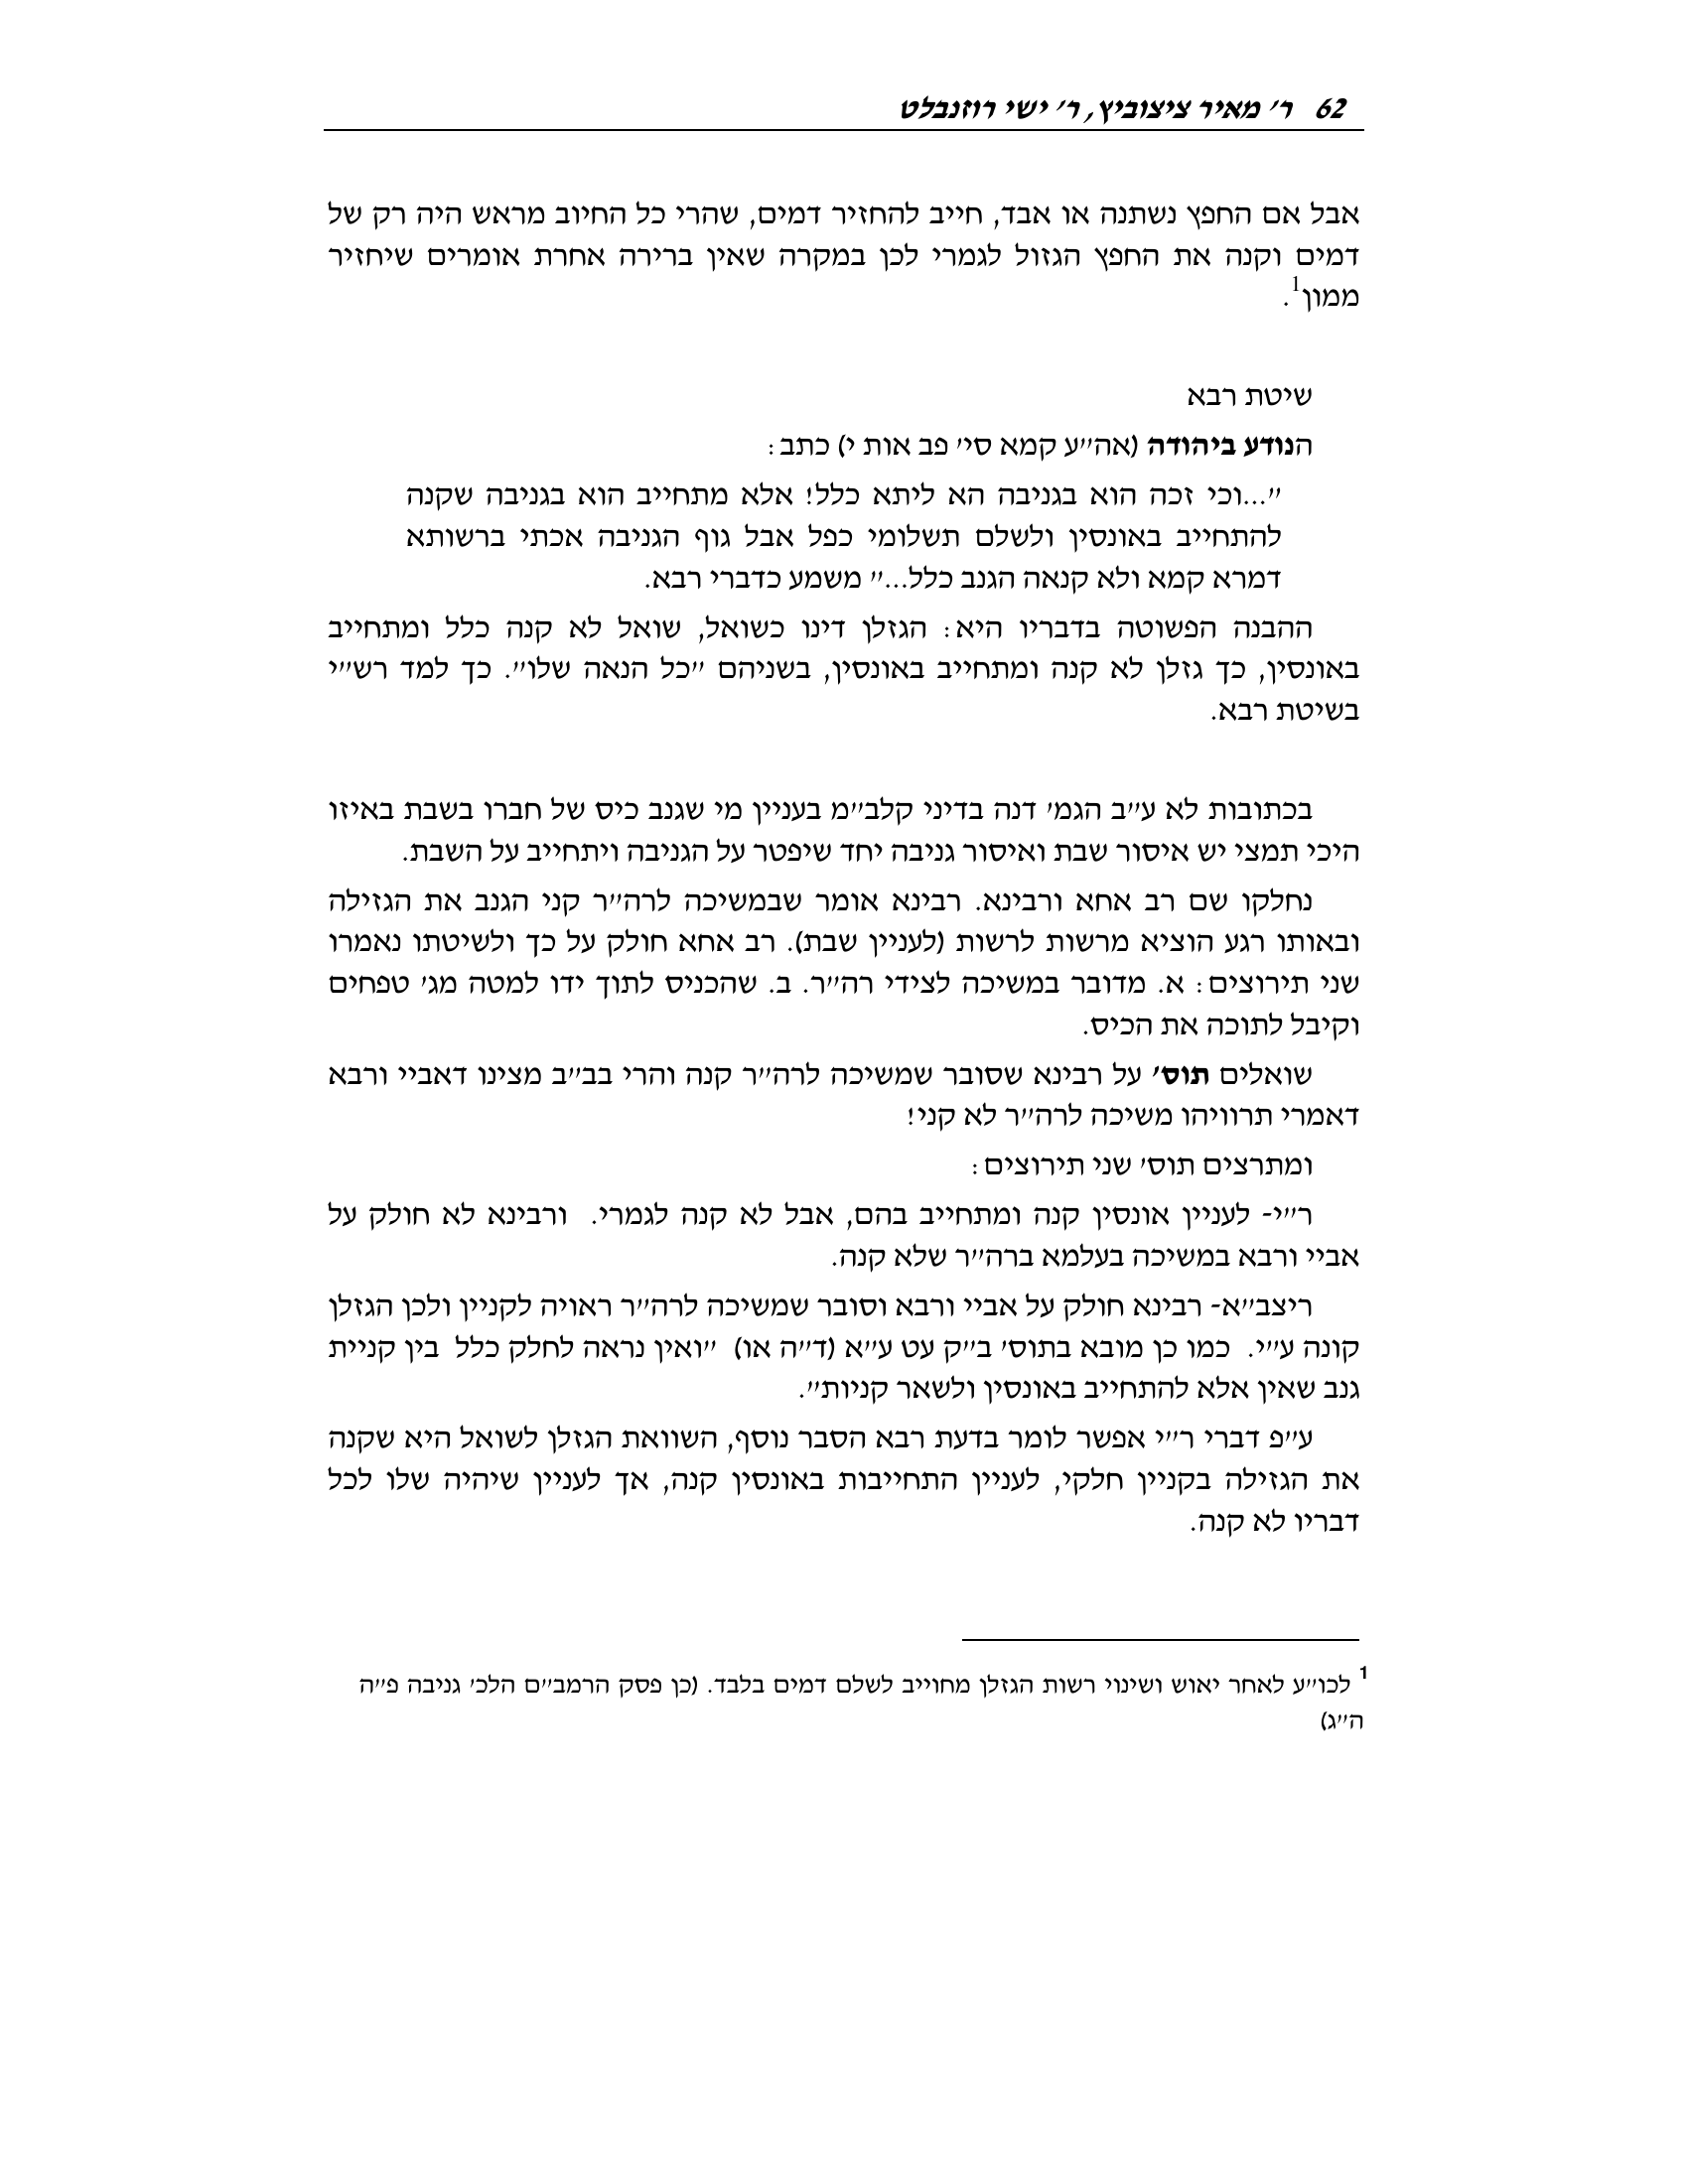 62 ר׳ מאיר ציצוביץ, ר׳ ישי רוזנבלט
אבל אם החפץ נשתנה או אבד, חייב להחזיר דמים, שהרי כל החיוב מראש היה רק של
דמים וקנה את החפץ הגזול לגמרי לכן במקרה שאין ברירה אחרת אומרים שיחזיר
ממון1.
שיטת רבא
הנודע ביהודה (אה״ע קמא סי׳ פב אות י) כתב:
״...וכי זכה הוא בגניבה הא ליתא כלל! אלא מתחייב הוא בגניבה שקנה
להתחייב באונסין ולשלם תשלומי כפל אבל גוף הגניבה אכתי ברשותא
דמרא קמא ולא קנאה הגנב כלל...״ משמע כדברי רבא.
ההבנה הפשוטה בדבריו היא: הגזלן דינו כשואל, שואל לא קנה כלל ומתחייב
באונסין, כך גזלן לא קנה ומתחייב באונסין, בשניהם ״כל הנאה שלו״. כך למד רש״י
בשיטת רבא.
בכתובות לא ע״ב הגמ׳ דנה בדיני קלב״מ בעניין מי שגנב כיס של חברו בשבת באיזו
היכי תמצי יש איסור שבת ואיסור גניבה יחד שיפטר על הגניבה ויתחייב על השבת.
נחלקו שם רב אחא ורבינא. רבינא אומר שבמשיכה לרה״ר קני הגנב את הגזילה
ובאותו רגע הוציא מרשות לרשות (לעניין שבת). רב אחא חולק על כך ולשיטתו נאמרו
שני תירוצים: א. מדובר במשיכה לצידי רה״ר. ב. שהכניס לתוך ידו למטה מג׳ טפחים
וקיבל לתוכה את הכיס.
שואלים תוס׳ על רבינא שסובר שמשיכה לרה״ר קנה והרי בב״ב מצינו דאביי ורבא
דאמרי תרוויהו משיכה לרה״ר לא קני!
ומתרצים תוס׳ שני תירוצים:
ר״י- לעניין אונסין קנה ומתחייב בהם, אבל לא קנה לגמרי. ורבינא לא חולק על
אביי ורבא במשיכה בעלמא ברה״ר שלא קנה.
ריצב״א- רבינא חולק על אביי ורבא וסובר שמשיכה לרה״ר ראויה לקניין ולכן הגזלן
קונה ע״י. כמו כן מובא בתוס׳ ב״ק עט ע״א (ד״ה או) ״ואין נראה לחלק כלל בין קניית
גנב שאין אלא להתחייב באונסין ולשאר קניות״.
ע״פ דברי ר״י אפשר לומר בדעת רבא הסבר נוסף, השוואת הגזלן לשואל היא שקנה
את הגזילה בקניין חלקי, לעניין התחייבות באונסין קנה, אך לעניין שיהיה שלו לכל
דבריו לא קנה.
1 לכו״ע לאחר יאוש ושינוי רשות הגזלן מחוייב לשלם דמים בלבד. (כן פסק הרמב״ם הלכ׳ גניבה פ״ה
ה״ג)